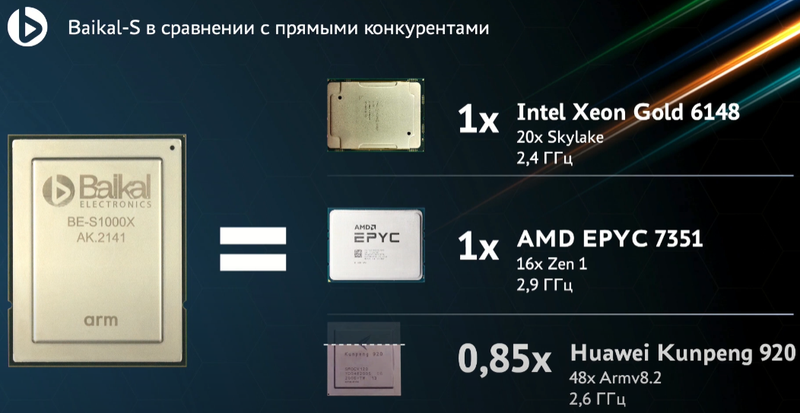 Baikal-S в сравнении с прямыми конкурентами
Baikal
ELECTRONICS
BE-S1000X
AK.2141
arm
=
1x
Intel Xeon Gold 6148
20x Skylake
2,4 ГГц
AMD
EPYC
1x
AMD EPYC 7351
16x Zen 1
2,9 ГГц
Kunpeng 920
0,85x
Huawei Kunpeng 920
48x Armv8.2
2,6 ГГц